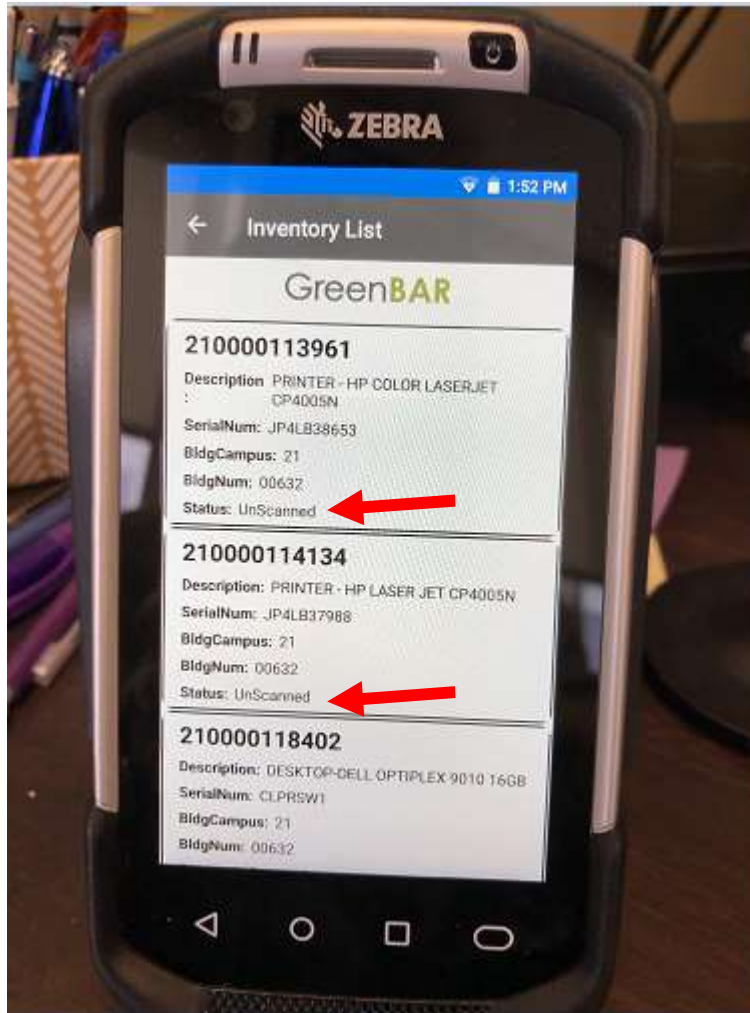 ZEBRA
1:52 PM
Inventory List
GreenBAR
210000113961
Description PRINTER - HP COLOR LASERJET
: CP4005N
SerialNum: JP4LB38653
BldgCampus: 21
BldgNum: 00632
Status: UnScanned
210000114134
Description: PRINTER - HP LASER JET CP4005N
SerialNum: JP4LB37988
BldgCampus: 21
BldgNum: 00632
Status: UnScanned
210000118402
Description: DESKTOP-DELL OPTIPLEX 9010 16GB
SerialNum: CLPRSW1
BldgCampus: 21
BldgNum: 00632